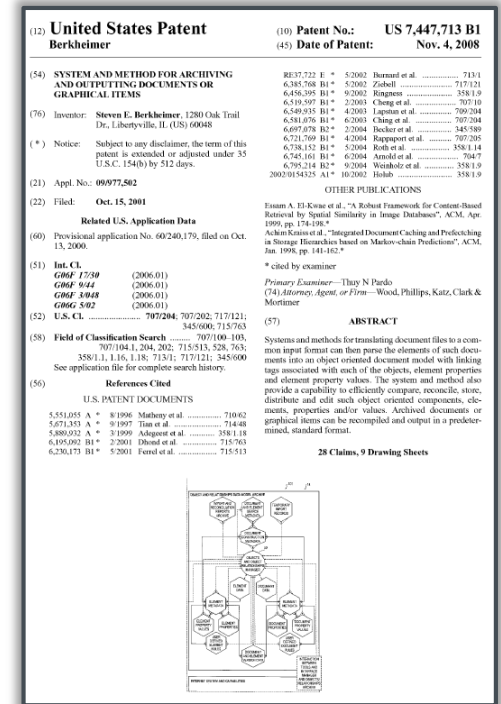 (12) United States Patent
Berkheimer
(10) Patent No.: US 7,447,713 B1
(45) Date of Patent: Nov. 4, 2008
(54) SYSTEM AND METHOD FOR ARCHIVING
AND OUTPUTTING DOCUMENTS OR
GRAPHICAL ITEMS
(76) Inventor: Steven E. Berkheimer, 1280 Oak Trail
Dr., Libertyville, IL (US) 60048
( * ) Notice: Subject to any disclaimer, the term of this
patent is extended or adjusted under 35
U.S.C. 154(b) by 512 days.
(21) Appl. No.: 09/977,502
(22) Filed: Oct. 15, 2001
Related U.S. Application Data
(60) Provisional application No. 60/240,179, filed on Oct.
13, 2000.
(51) Int. Cl.
G06F 17/30 (2006.01)
G06F 9/44 (2006.01)
G06F 3/048 (2006.01)
G06G 5/02 (2006.01)
(52) U.S. Cl. 707/204; 707/202; 717/121;
345/600; 715/763
(58) Field of Classification Search 707/100–103,
707/104.1, 204, 202; 715/513, 528, 763;
358/1.1, 1.16, 1.18; 713/1; 717/121; 345/600
See application file for complete search history.
(56) References Cited
U.S. PATENT DOCUMENTS
5,551,055 A * 8/1996 Matheny et al. 710/62
5,671,353 A * 9/1997 Tian et al. 714/48
5,889,932 A * 3/1999 Adegeest et al. 358/1.18
6,195,092 B1 * 2/2001 Dhond et al. 715/763
6,230,173 B1 * 5/2001 Ferrel et al. 715/513
RE37,722 E * 5/2002 Burnard et al. 713/1
6,385,768 B1 * 5/2002 Ziebell 717/121
6,456,395 B1 * 9/2002 Ringness 358/1.9
6,519,597 B1 * 2/2003 Cheng et al. 707/10
6,549,935 B1 * 4/2003 Lapstun et al. 709/204
6,581,076 B1 * 6/2003 Ching et al. 707/204
6,697,078 B2 * 2/2004 Becker et al. 345/589
6,721,769 B1 * 4/2004 Rappaport et al. 707/205
6,738,152 B1 * 5/2004 Roth et al. 358/1.14
6,745,161 B1 * 6/2004 Arnold et al. 704/7
6,795,214 B2 * 9/2004 Weinholz et al. 358/1.9
2002/0154325 A1 * 10/2002 Holub 358/1.9
OTHER PUBLICATIONS
Essam A. El-Kwae et al., "A Robust Framework for Content-Based
Retrieval by Spatial Similarity in Image Databases", ACM, Apr.
1999, pp. 174-198.*
Achim Kraiss et al., "Integrated Document Caching and Prefetching
in Storage Hierarchies based on Markov-chain Predictions", ACM,
Jan. 1998, pp. 141-162.*
* cited by examiner
Primary Examiner—Thuy N Pardo
(74) Attorney, Agent, or Firm—Wood, Phillips, Katz, Clark &
Mortimer
(57) ABSTRACT
Systems and methods for translating document files to a com-
mon input format can then parse the elements of such docu-
ments into an object oriented document model with linking
tags associated with each of the objects, element properties
and element property values. The system and method also
provide a capability to efficiently compare, reconcile, store,
distribute and edit such object oriented components, ele-
ments, properties and/or values. Archived documents or
graphical items can be recompiled and output in a predeter-
mined, standard format.
28 Claims, 9 Drawing Sheets